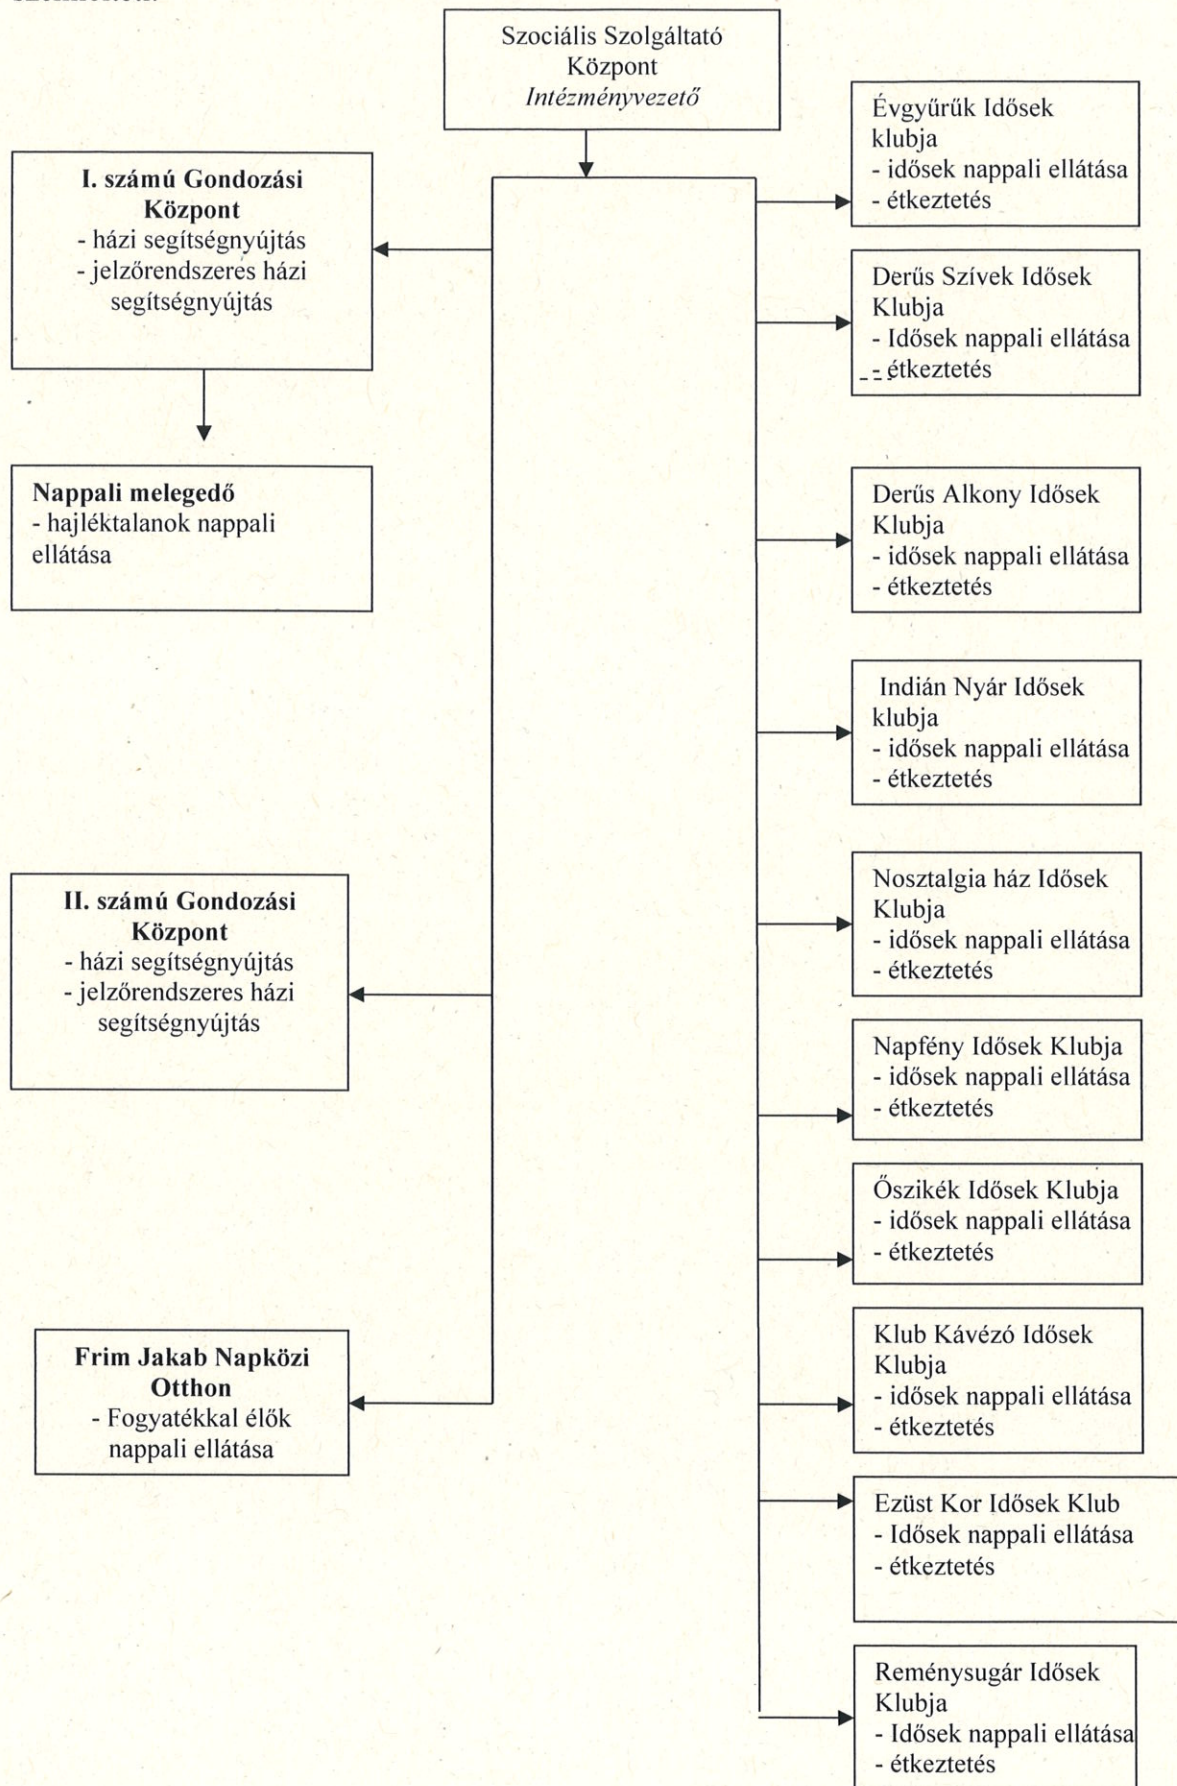 Szociális Szolgáltató
Központ
Intézményvezető
I. számú Gondozási
Központ
- házi segítségnyújtás
- jelzőrendszeres házi
segítségnyújtás
Nappali melegedő
- hajléktalanok nappali
ellátása
II. számú Gondozási
Központ
- házi segítségnyújtás
- jelzőrendszeres házi
segítségnyújtás
Frim Jakab Napközi
Otthon
- Fogyatékkal élők
nappali ellátása
Évgyűrűk Idősek
klubja
- idősek nappali ellátása
- étkeztetés
Derűs Szívek Idősek
Klubja
- Idősek nappali ellátása
- étkeztetés
Derűs Alkony Idősek
Klubja
- idősek nappali ellátása
- étkeztetés
Indián Nyár Idősek
klubja
- idősek nappali ellátása
- étkeztetés
Nosztalgia ház Idősek
Klubja
- idősek nappali ellátása
- étkeztetés
Napfény Idősek Klubja
- idősek nappali ellátása
- étkeztetés
Őszikék Idősek Klubja
- idősek nappali ellátása
- étkeztetés
Klub Kávézó Idősek
Klubja
- idősek nappali ellátása
- étkeztetés
Ezüst Kor Idősek Klub
- Idősek nappali ellátása
- étkeztetés
Reménysugár Idősek
Klubja
- Idősek nappali ellátása
- étkeztetés